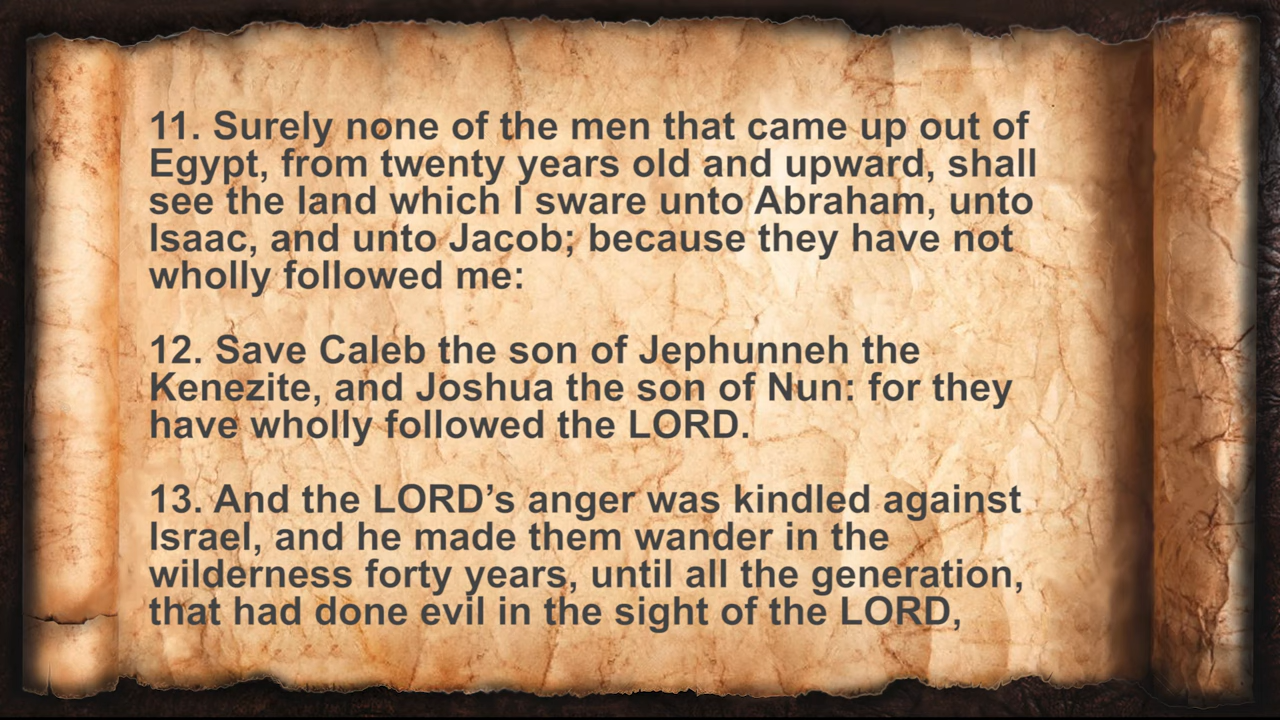 11. Surely none of the men that came up out of
Egypt, from twenty years old and upward, shall
see the land which I sware unto Abraham, unto
Isaac, and unto Jacob; because they have not
wholly followed me:
12. Save Caleb the son of Jephunneh the
Kenezite, and Joshua the son of Nun: for they
have wholly followed the LORD.
13. And the LORD’s anger was kindled against
Israel, and he made them wander in the
wilderness forty years, until all the generation,
that had done evil in the sight of the LORD,